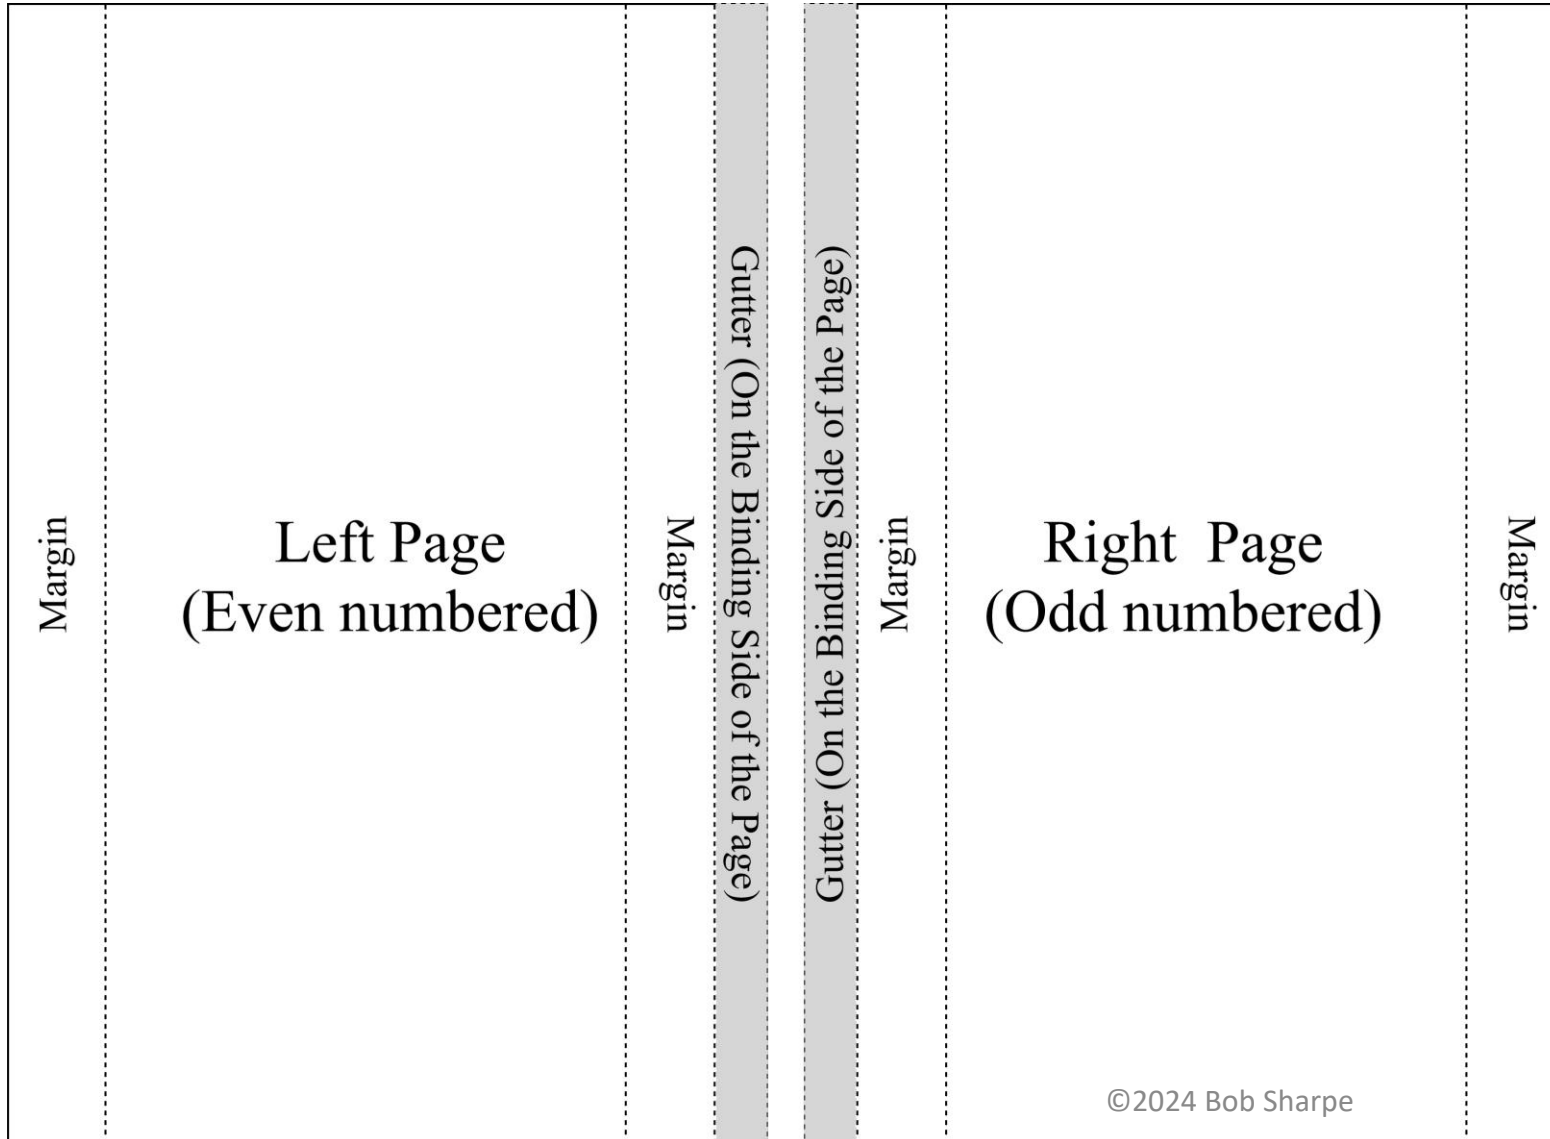 Margin
Left Page
(Even numbered)
Margin
Gutter (On the Binding Side of the Page)
Gutter (On the Binding Side of the Page)
Margin
Right  Page
(Odd numbered)
Margin
©2024 Bob Sharpe